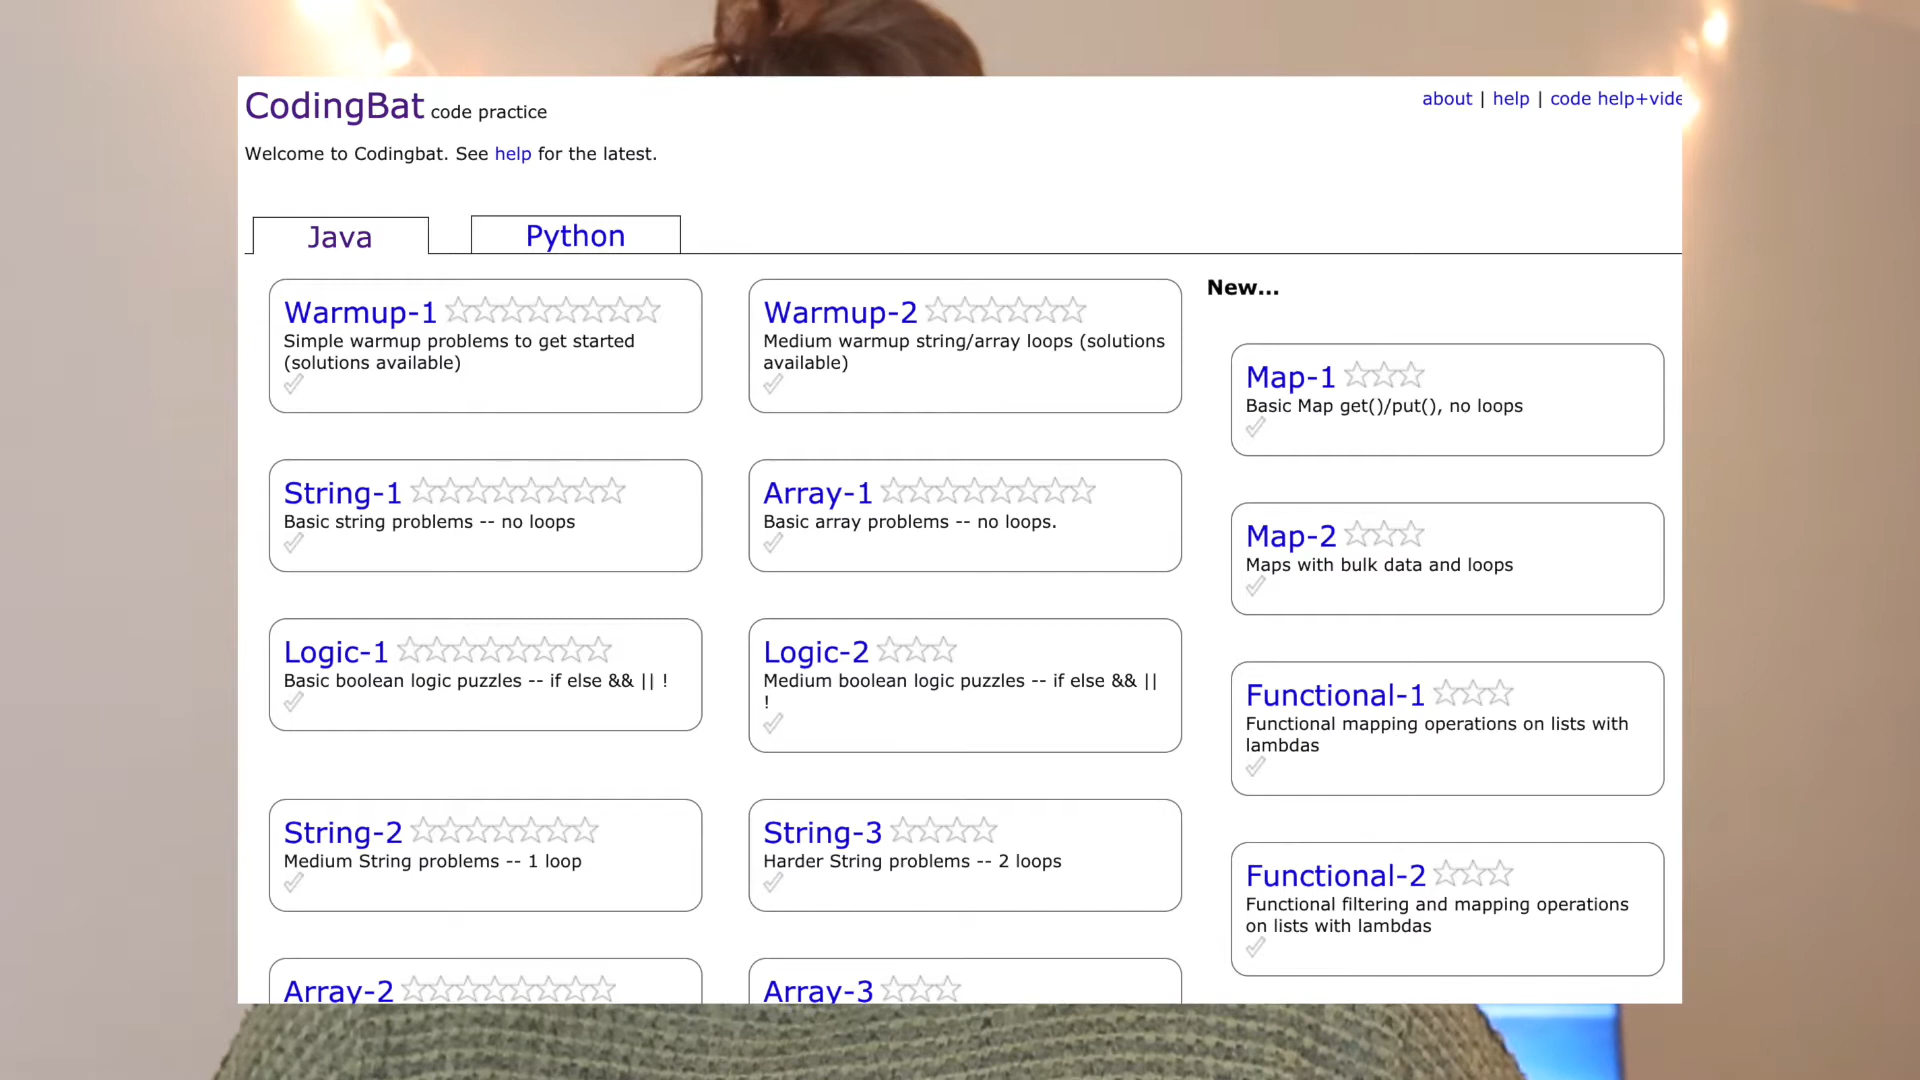 CodingBat code practice
about | help | code help+vide
Welcome to Codingbat. See help for the latest.
Java
Python
Warmup-1
Simple warmup problems to get started
(solutions available)
Warmup-2
Medium warmup string/array loops (solutions
available)
New...
Map-1
Basic Map get()/put(), no loops
String-1
Basic string problems -- no loops
Array-1
Basic array problems -- no loops.
Map-2
Maps with bulk data and loops
Logic-1
Basic boolean logic puzzles -- if else && || !
Logic-2
Medium boolean logic puzzles -- if else && ||
!
Functional-1
Functional mapping operations on lists with
lambdas
String-2
Medium String problems -- 1 loop
String-3
Harder String problems -- 2 loops
Functional-2
Functional filtering and mapping operations
on lists with lambdas
Array-2
Array-3